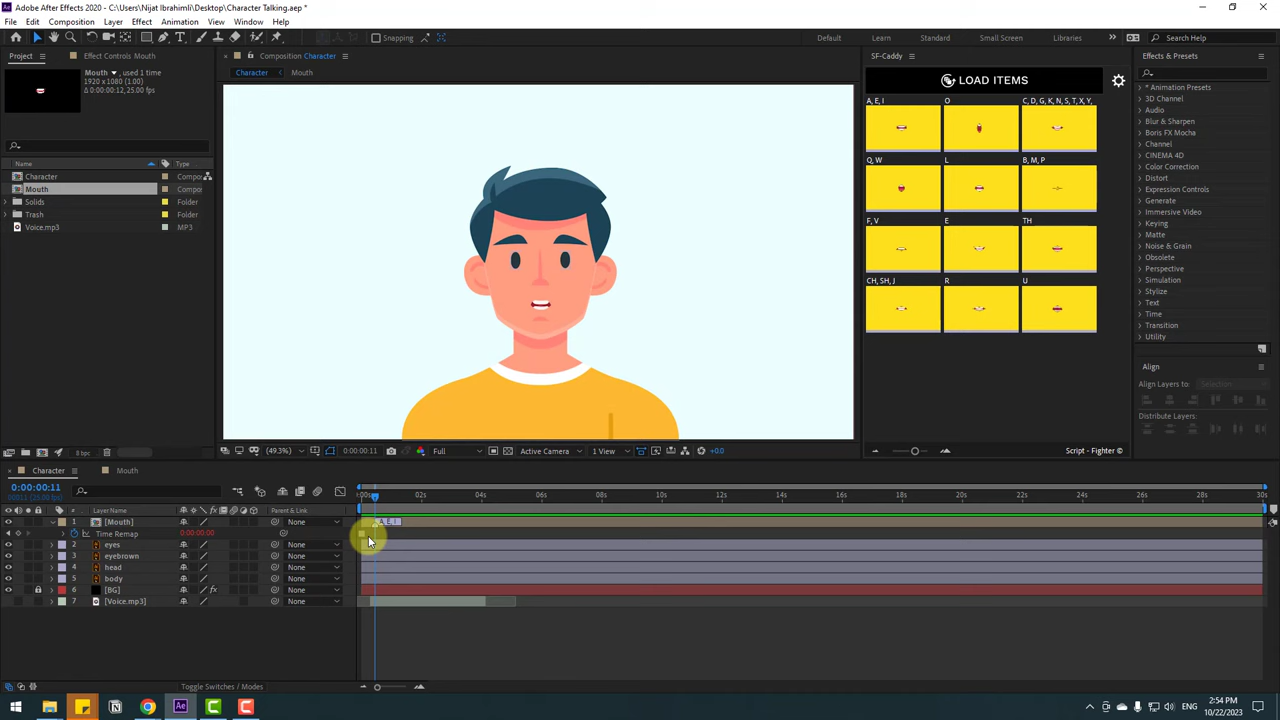 Adobe After Effects 2020 - C:\Users\Nijat Ibrahimli\Desktop\Character Talking.aep *
File Edit Composition Layer Effect Animation View Window Help
Snapping
Default Learn Standard Small Screen Libraries Search Help
Project Effect Controls Mouth
Composition Character
SF-Caddy
Effects & Presets
Mouth , used 1 time
1920 x 1080 (1.00)
Δ 0:00:00:12, 25.00 fps
Character Mouth
LOAD ITEMS
Name Type
Character Compo
Mouth Compo
Solids Folder
Trash Folder
Voice.mp3 MP3
A, E, I O C, D, G, K, N, S, T, X, Y,
Q, W L B, M, P
F, V E TH
CH, SH, J R U
* Animation Presets
3D Channel
Audio
Blur & Sharpen
Boris FX Mocha
Channel
CINEMA 4D
Color Correction
Distort
Expression Controls
Generate
Immersive Video
Keying
Matte
Noise & Grain
Obsolete
Perspective
Simulation
Stylize
Text
Time
Transition
Utility
Align
Align Layers to: Selection
Distribute Layers:
8 bpc
(49.3%) 0:00:00:11 Full Active Camera 1 View +0.0
Script - Fighter ©
Character Mouth
0:00:00:11
00011 (25.00 fps)
:00s 02s 04s 06s 08s 10s 12s 14s 16s 18s 20s 22s 24s 26s 28s 30s
# Layer Name Parent & Link
1 [Mouth] None A, E, I
Time Remap 0:00:00:00
2 eyes None
3 eyebrown None
4 head None
5 body None
6 [BG] None
7 [Voice.mp3] None
Toggle Switches / Modes
ENG 2:54 PM
10/22/2023